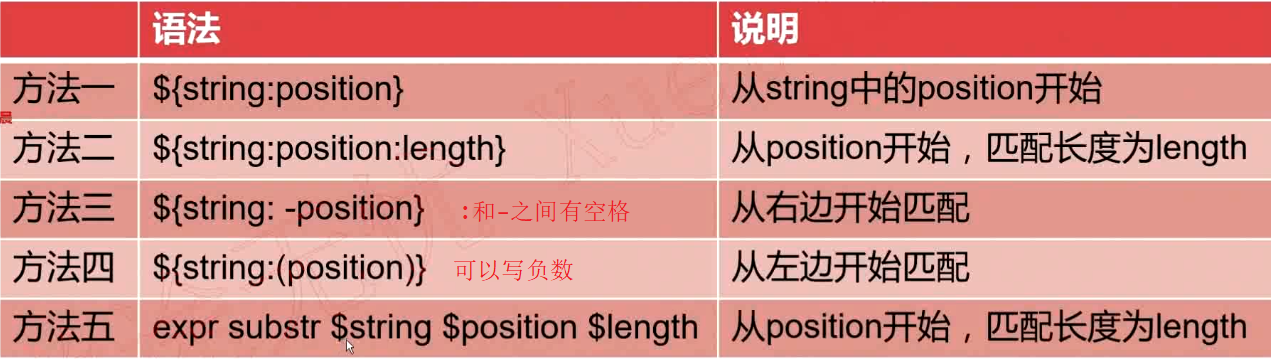 语法 说明
方法一 ${string:position} 从string中的position开始
晨
方法二 ${string:position:length} 从position开始，匹配长度为length
方法三 ${string: -position} :和-之间有空格 从右边开始匹配
方法四 ${string:(position)} 可以写负数 从左边开始匹配
方法五 expr substr $string $position $length 从position开始，匹配长度为length